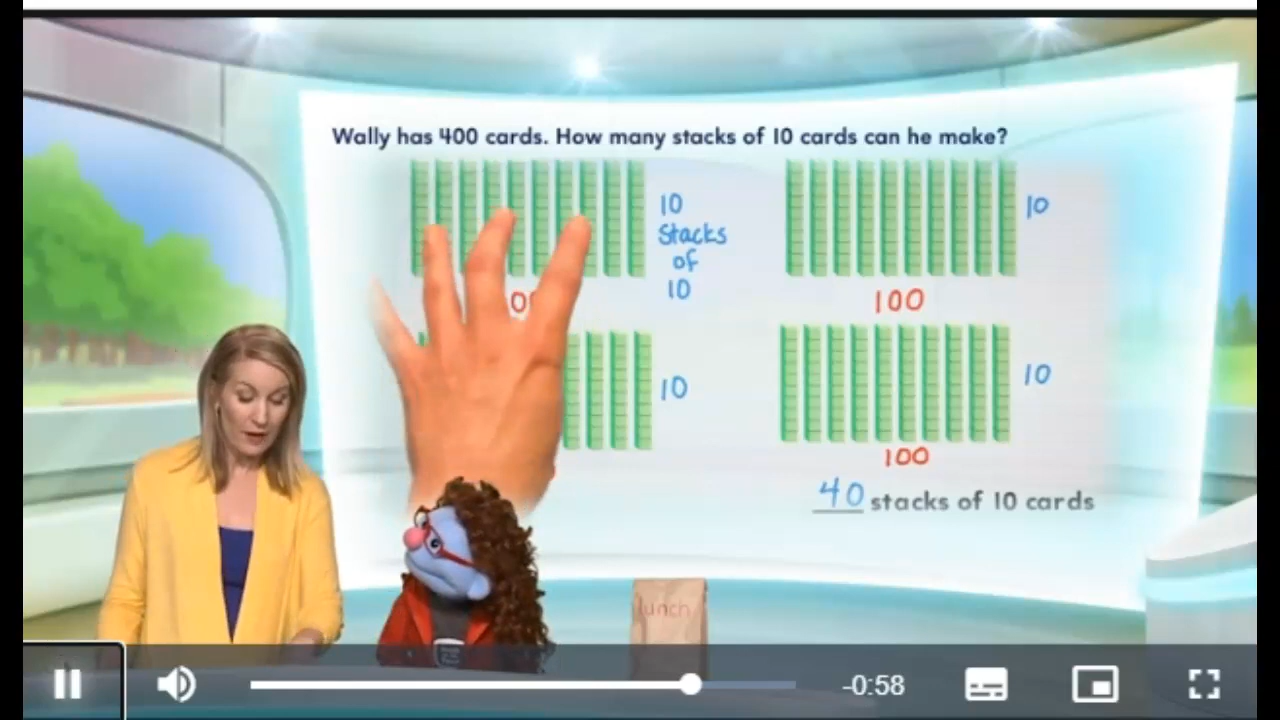 Wally has 400 cards. How many stacks of 10 cards can he make?
10
Stacks
of
10
10
100
10
10
100
40 stacks of 10 cards
lunch
-0:58